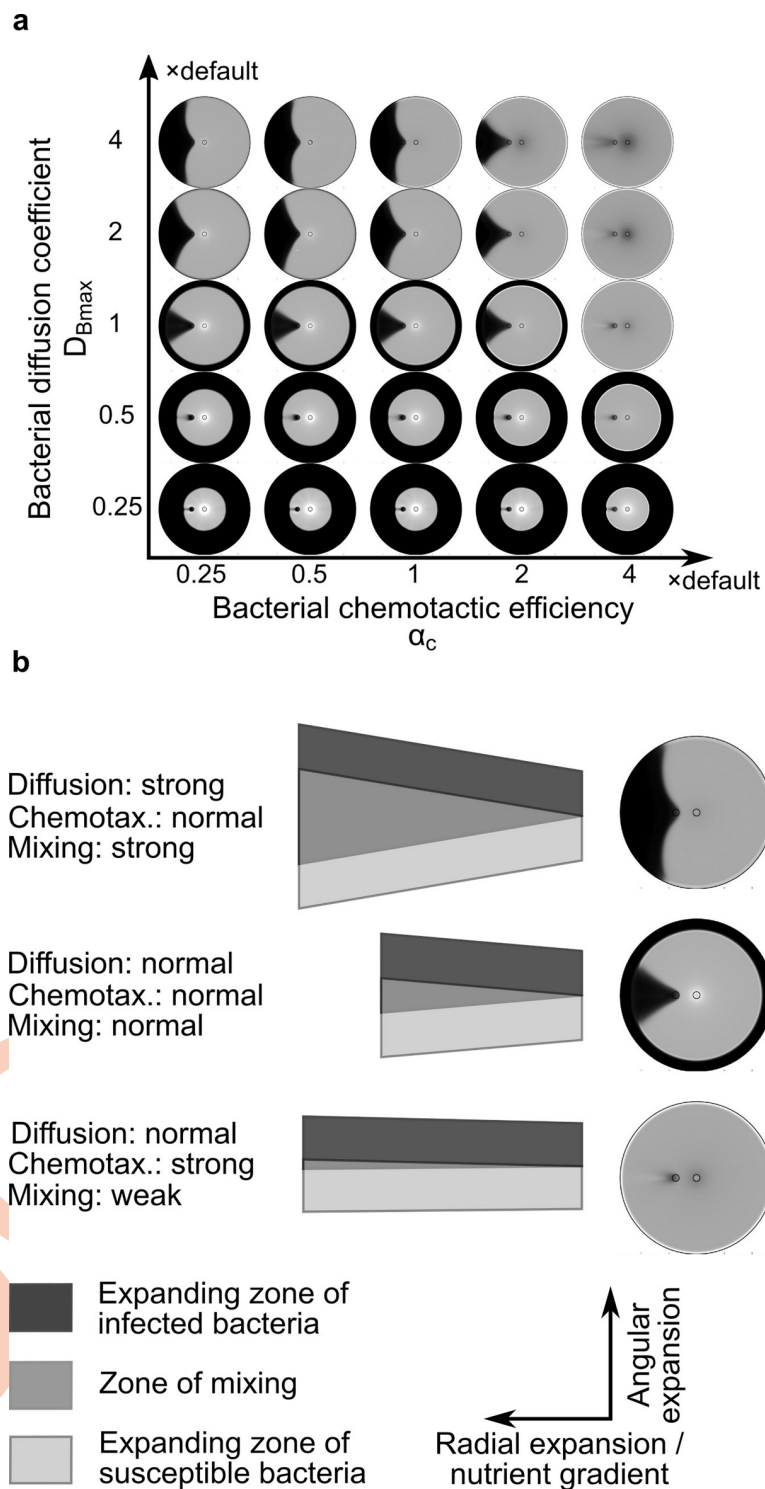 a
×default
4
2
1
0.5
0.25
Bacterial diffusion coefficient
D_Bmax
0.25 0.5 1 2 4
×default
Bacterial chemotactic efficiency
α_c
b
Diffusion: strong
Chemotax.: normal
Mixing: strong
Diffusion: normal
Chemotax.: normal
Mixing: normal
Diffusion: normal
Chemotax.: strong
Mixing: weak
Expanding zone of
infected bacteria
Zone of mixing
Expanding zone of
susceptible bacteria
Angular
expansion
Radial expansion /
nutrient gradient